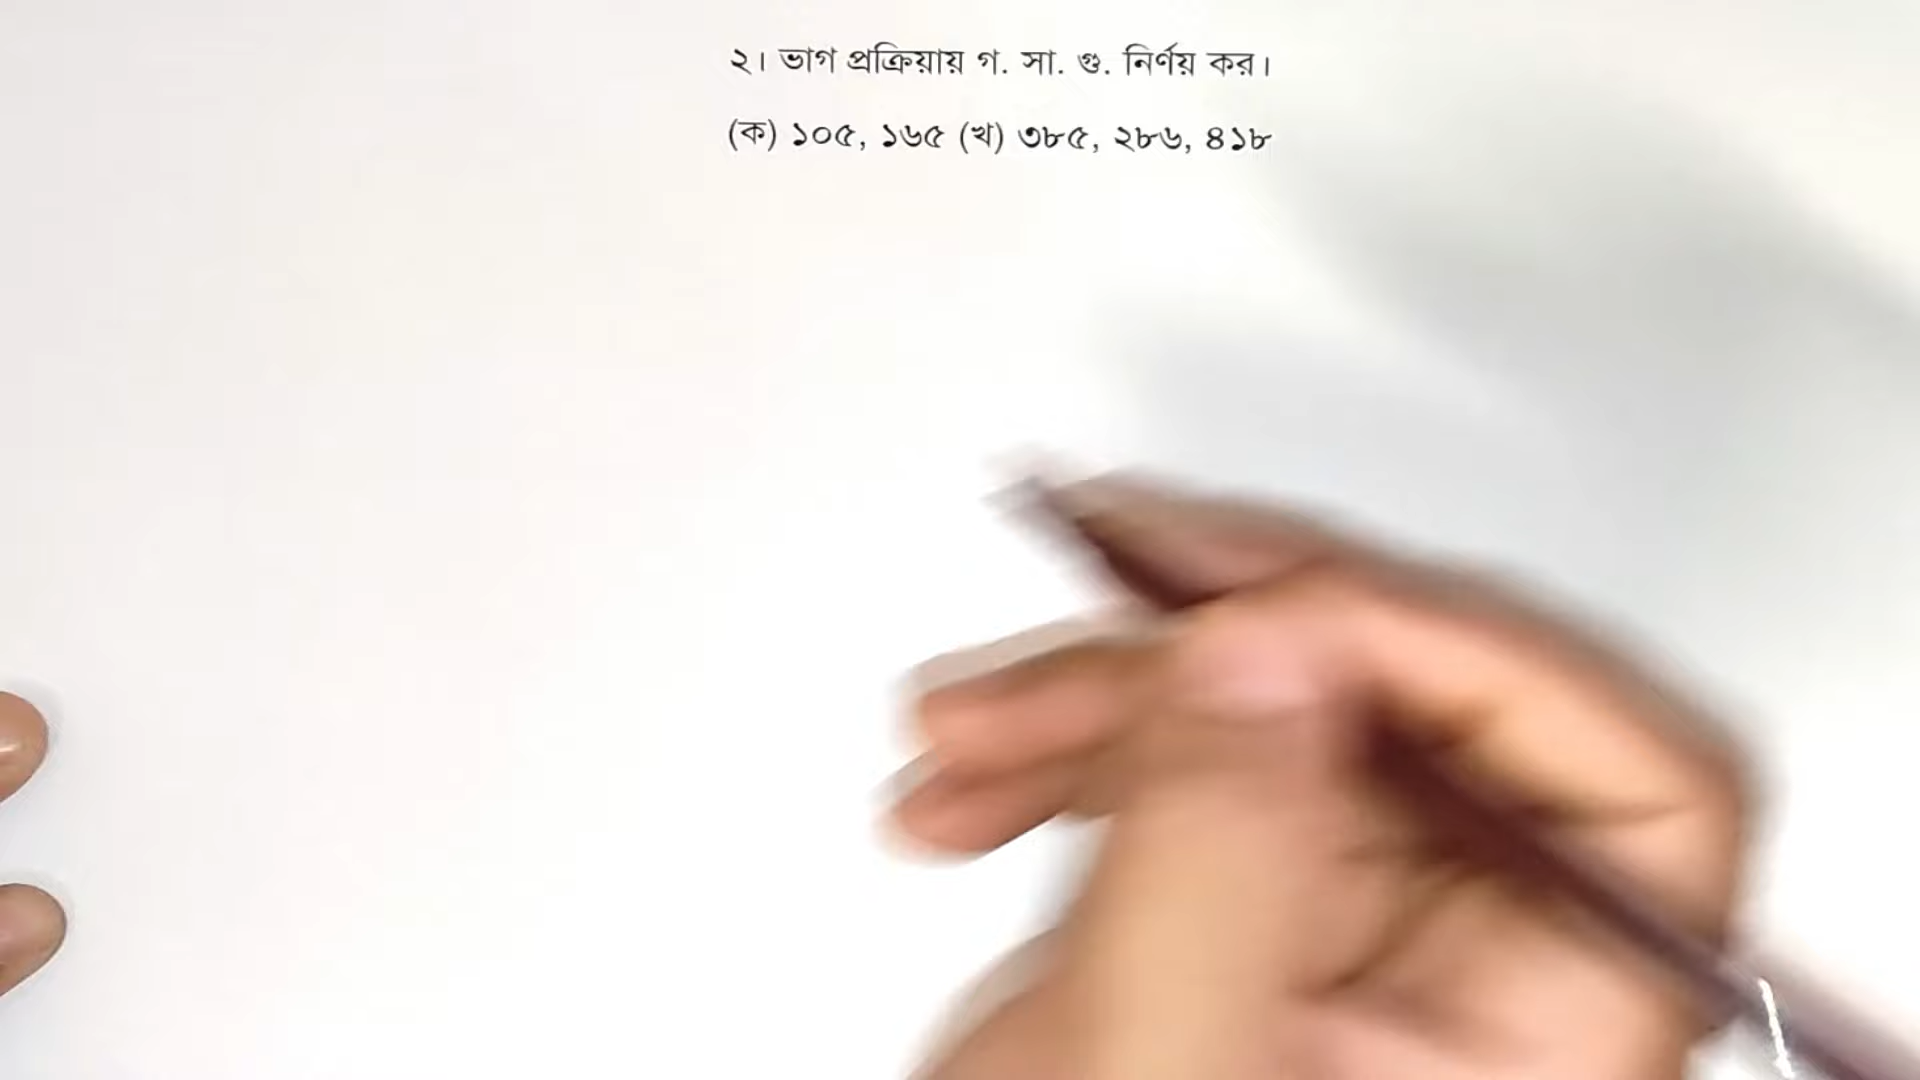 ২। ভাগ প্রক্রিয়ায় গ. সা. গু. নির্ণয় কর।
(ক) ১০৫, ১৬৫ (খ) ৩৮৫, ২৮৬, ৪১৮